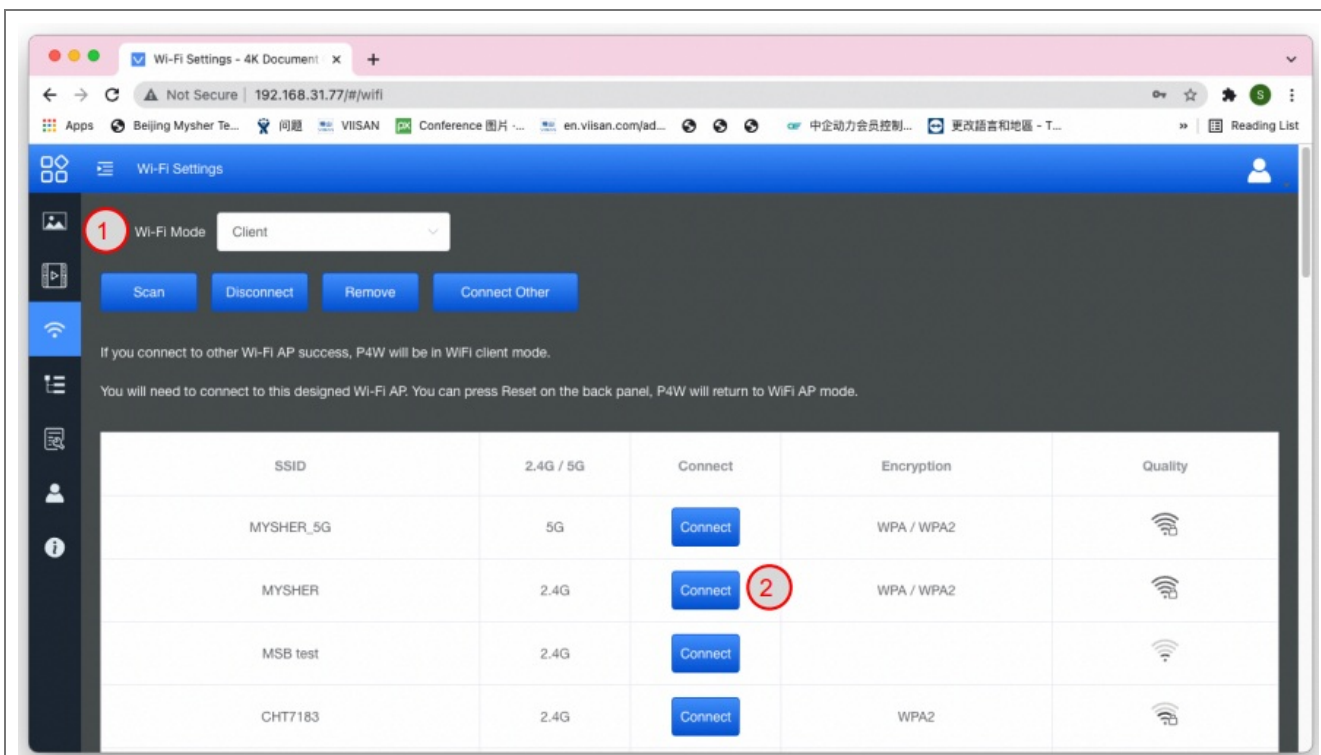 Wi-Fi Settings - 4K Document
Not Secure | 192.168.31.77/#/wifi
Apps Beijing Mysher Te... 问题 VIISAN Conference 图片 -... en.viisan.com/ad... 中企动力会员控制... 更改語言和地區 - T... » Reading List
Wi-Fi Settings
1 Wi-Fi Mode Client
Scan Disconnect Remove Connect Other
If you connect to other Wi-Fi AP success, P4W will be in WiFi client mode.
You will need to connect to this designed Wi-Fi AP. You can press Reset on the back panel, P4W will return to WiFi AP mode.
SSID 2.4G / 5G Connect Encryption Quality
MYSHER_5G 5G Connect WPA / WPA2
MYSHER 2.4G Connect 2 WPA / WPA2
MSB test 2.4G Connect
CHT7183 2.4G Connect WPA2